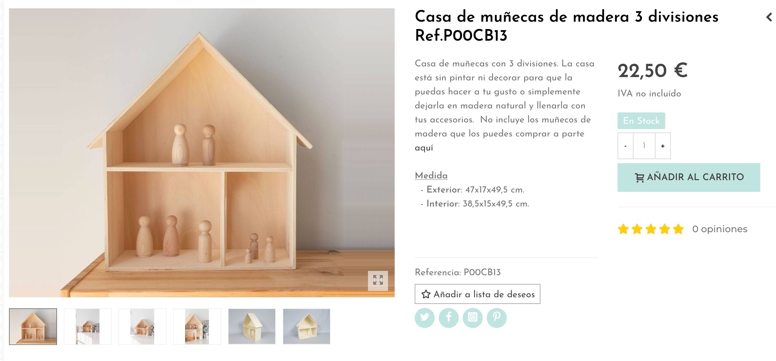 Casa de muñecas de madera 3 divisiones
Ref.P00CB13
Casa de muñecas con 3 divisiones. La casa
está sin pintar ni decorar para que la
puedas hacer a tu gusto o simplemente
dejarla en madera natural y llenarla con
tus accesorios. No incluye los muñecos de
madera que los puedes comprar a parte
aquí
Medida
- Exterior: 47x17x49,5 cm.
- Interior: 38,5x15x49,5 cm.
Referencia: P00CB13
Añadir a lista de deseos
22,50 €
IVA no incluido
En Stock
- 1 +
AÑADIR AL CARRITO
0 opiniones